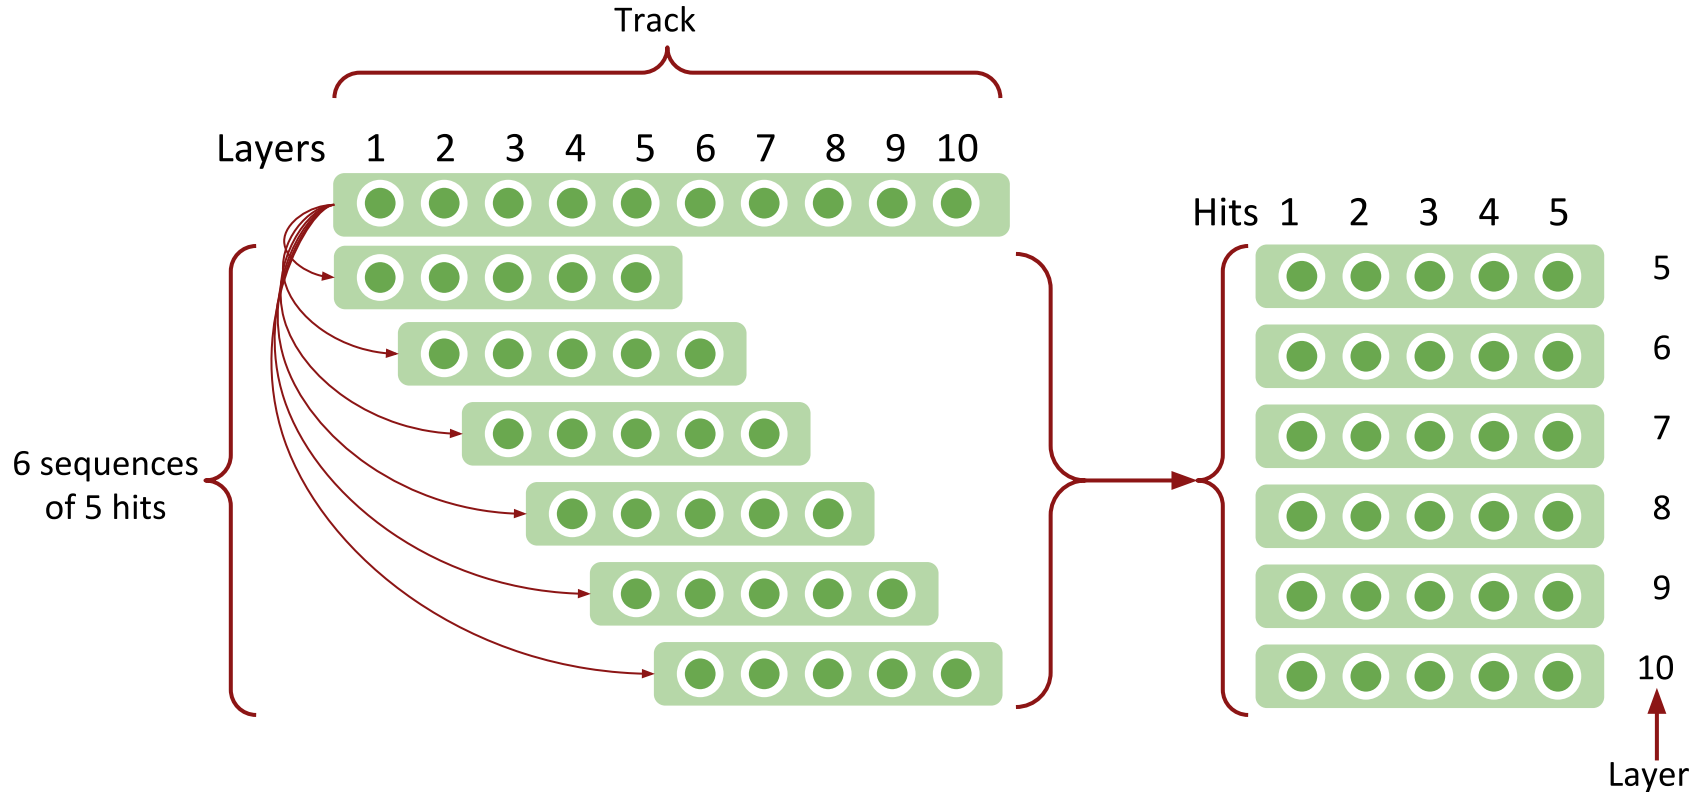 Track
Layers 1 2 3 4 5 6 7 8 9 10
Hits 1 2 3 4 5
5
6
7
6 sequences
of 5 hits
8
9
10
Layer